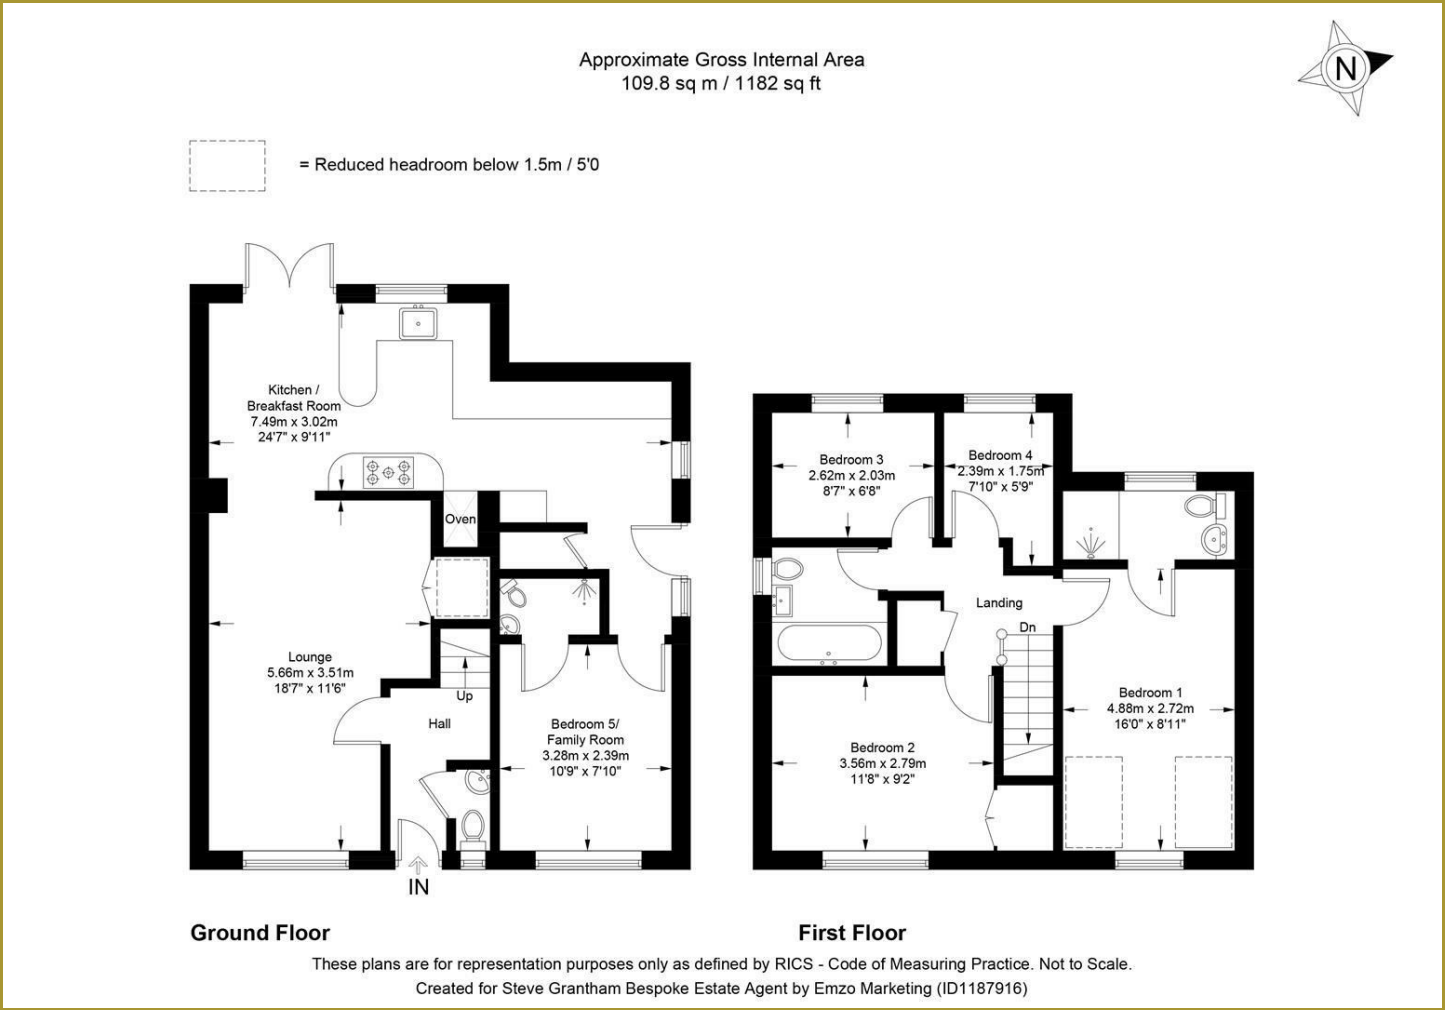 Approximate Gross Internal Area
109.8 sq m / 1182 sq ft
N
= Reduced headroom below 1.5m / 5'0
Kitchen /
Breakfast Room
7.49m x 3.02m
24'7" x 9'11"
Oven
Lounge
5.66m x 3.51m
18'7" x 11'6"
Up
Hall
Bedroom 5/
Family Room
3.28m x 2.39m
10'9" x 7'10"
IN
Bedroom 3
2.62m x 2.03m
8'7" x 6'8"
Bedroom 4
2.39m x 1.75m
7'10" x 5'9"
Landing
Dn
Bedroom 1
4.88m x 2.72m
16'0" x 8'11"
Bedroom 2
3.56m x 2.79m
11'8" x 9'2"
Ground Floor
First Floor
These plans are for representation purposes only as defined by RICS - Code of Measuring Practice. Not to Scale.
Created for Steve Grantham Bespoke Estate Agent by Emzo Marketing (ID1187916)